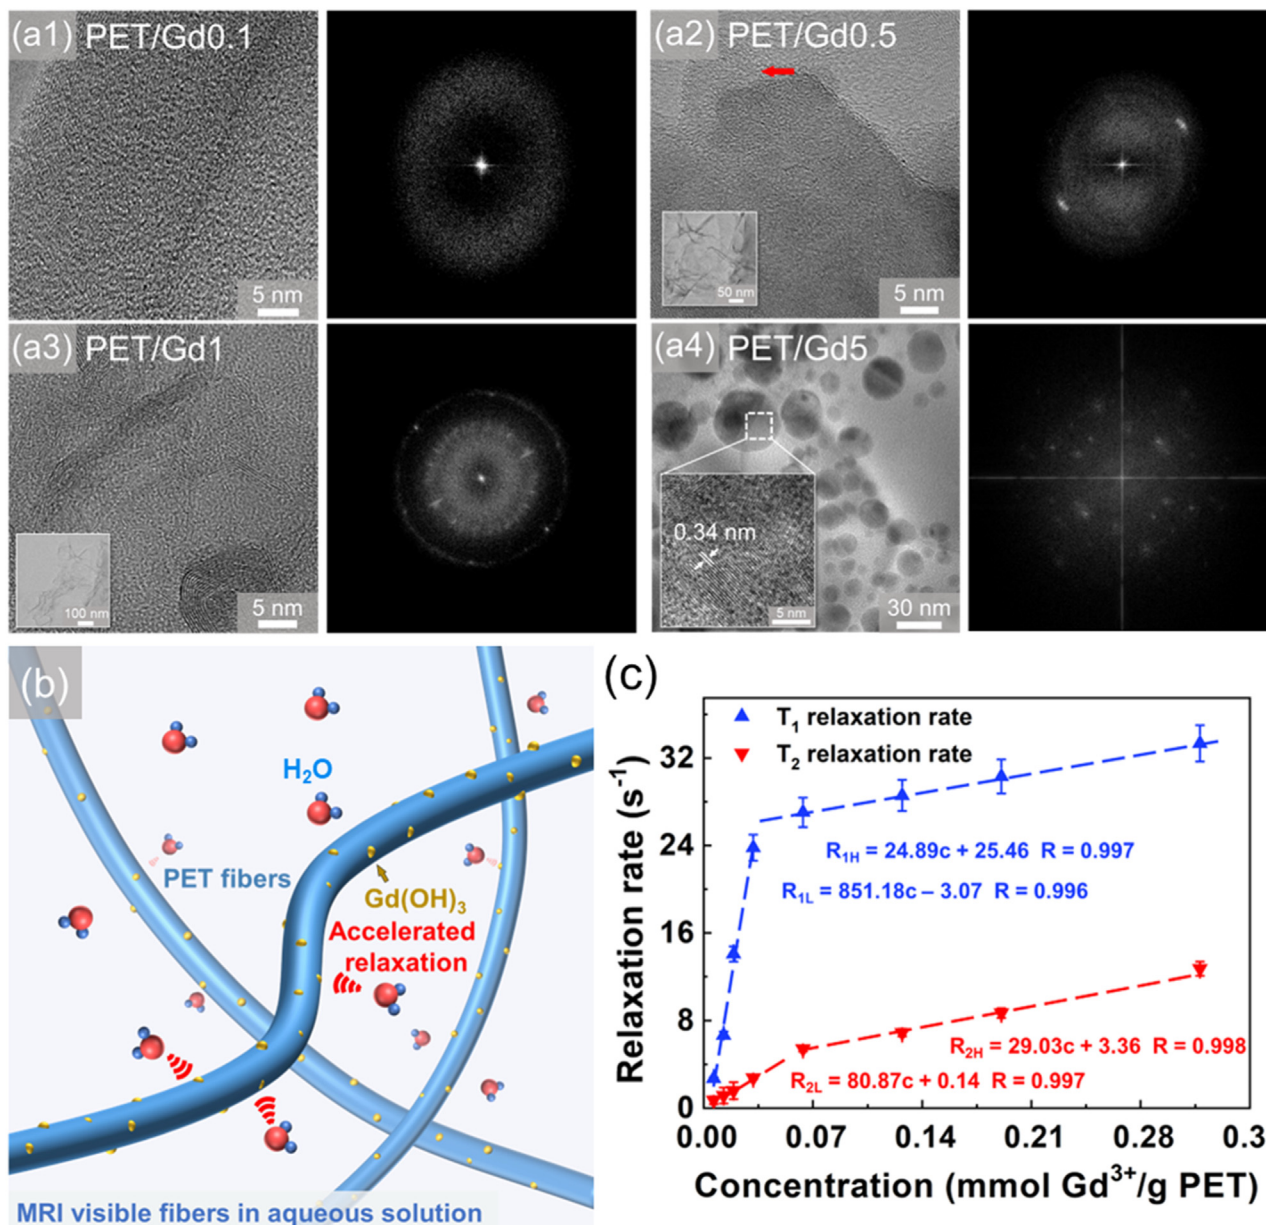 (a1) PET/Gd0.1
5 nm
(a2) PET/Gd0.5
50 nm
5 nm
(a3) PET/Gd1
100 nm
5 nm
(a4) PET/Gd5
0.34 nm
5 nm
30 nm
(b)
H₂O
PET fibers
Gd(OH)₃
Accelerated
relaxation
MRI visible fibers in aqueous solution
(c)
T₁ relaxation rate
T₂ relaxation rate
Relaxation rate (s⁻¹)
32
24
16
8
0
R₁H = 24.89c + 25.46 R = 0.997
R₁L = 851.18c – 3.07 R = 0.996
R₂H = 29.03c + 3.36 R = 0.998
R₂L = 80.87c + 0.14 R = 0.997
0.00 0.07 0.14 0.21 0.28 0.3
Concentration (mmol Gd³⁺/g PET)